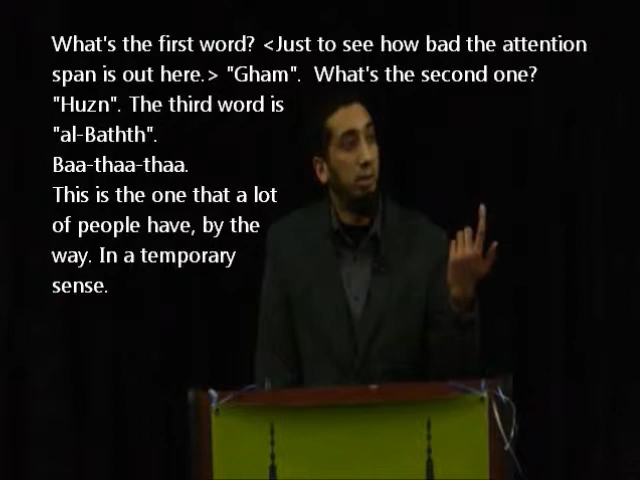 What's the first word? <Just to see how bad the attention
span is out here.> "Gham".  What's the second one?
"Huzn". The third word is
"al-Bathth".
Baa-thaa-thaa.
This is the one that a lot
of people have, by the
way. In a temporary
sense.